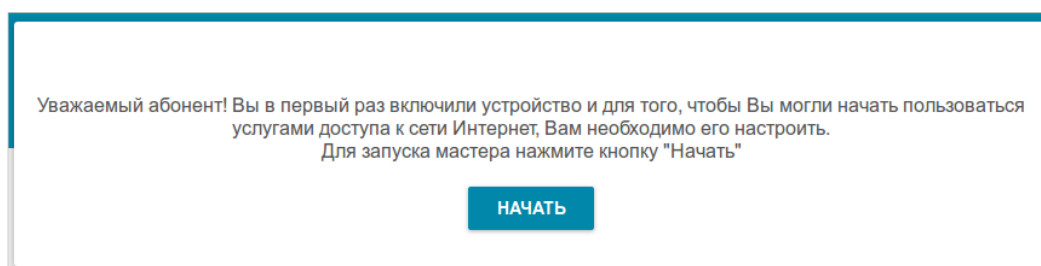 Уважаемый абонент! Вы в первый раз включили устройство и для того, чтобы Вы могли начать пользоваться
услугами доступа к сети Интернет, Вам необходимо его настроить.
Для запуска мастера нажмите кнопку "Начать"
НАЧАТЬ